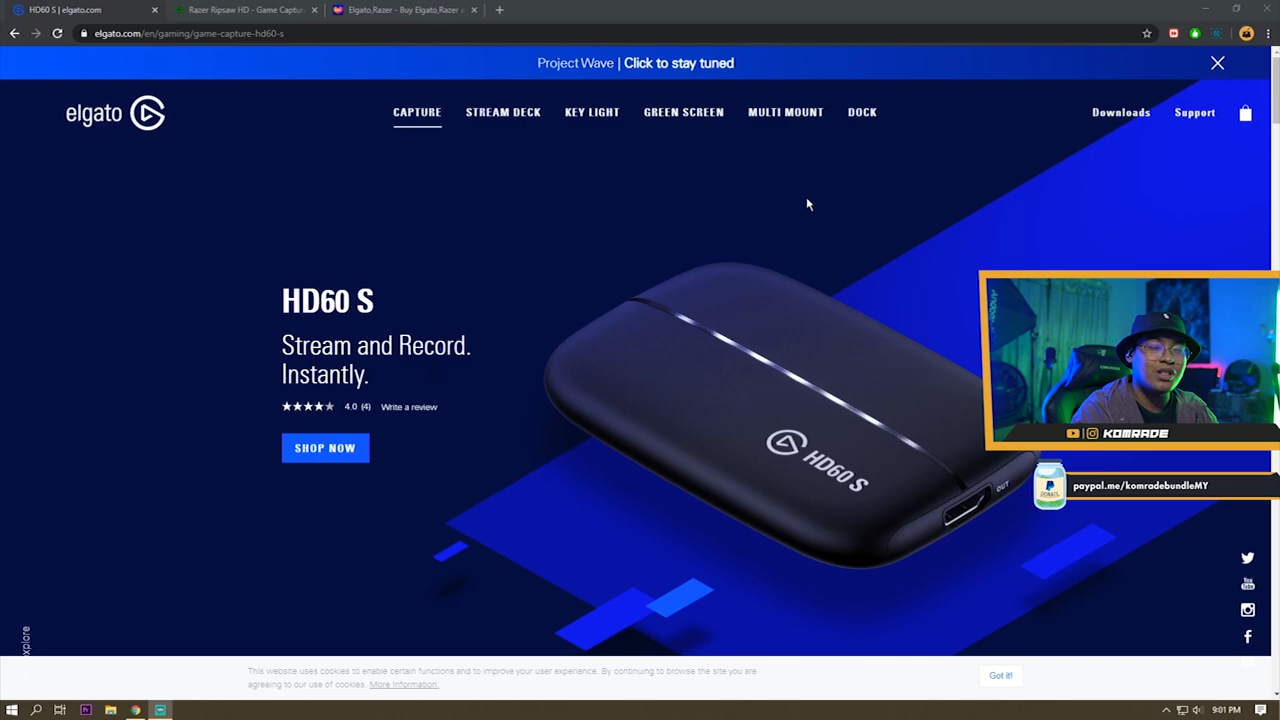 HD60 S | elgato.com
Razer Ripsaw HD - Game Captur
Elgato,Razer - Buy Elgato,Razer a
elgato.com/en/gaming/game-capture-hd60-s
Project Wave | Click to stay tuned
elgato
CAPTURE
STREAM DECK
KEY LIGHT
GREEN SCREEN
MULTI MOUNT
DOCK
Downloads
Support
HD60 S
Stream and Record.
Instantly.
4.0 (4)
Write a review
SHOP NOW
HD60 S
OUT
KOMRADE
DONATE
paypal.me/komradebundleMY
xplore
This website uses cookies to enable certain functions and to improve your user experience. By continuing to browse the site you are
agreeing to our use of cookies. More Information.
Got it!
9:01 PM